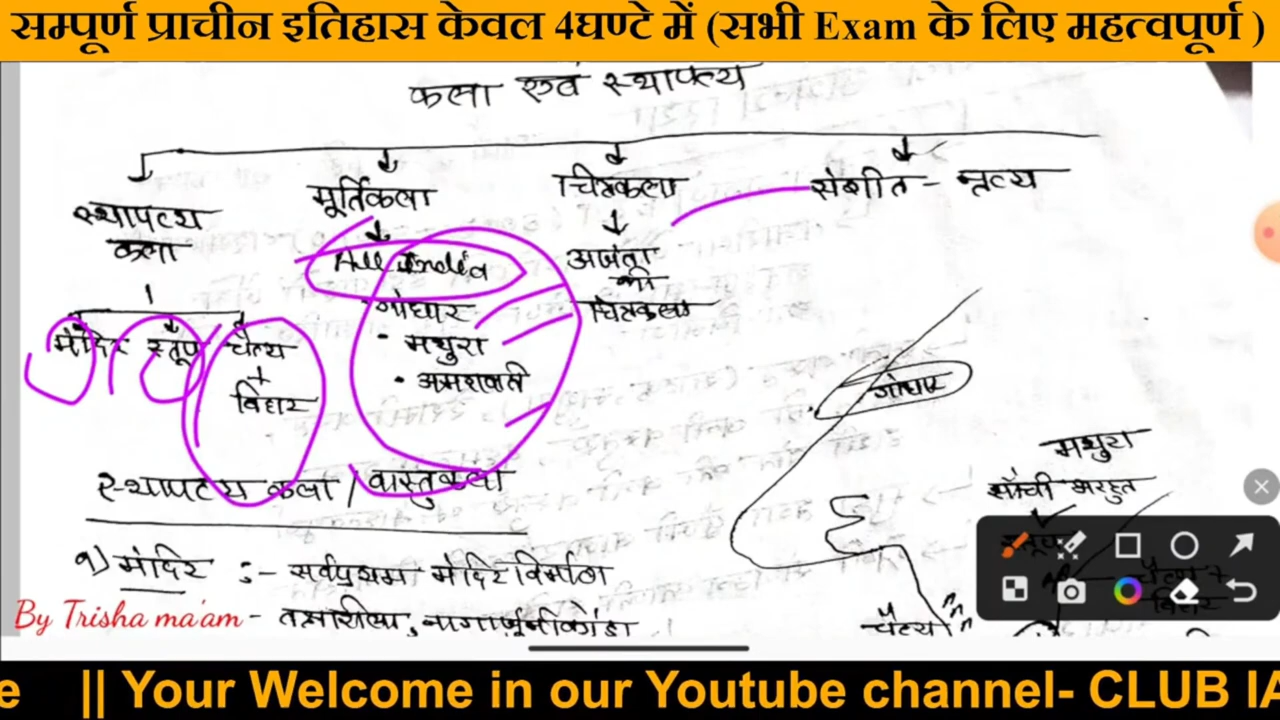 सम्पूर्ण प्राचीन इतिहास केवल 4घण्टे में (सभी Exam के लिए महत्वपूर्ण )
कला एवं स्थापत्य
स्थापत्य कला
मूर्तिकला
चित्रकला
संगीत - नृत्य
All India
गांधार
• मथुरा
• अमरावती
अजंता
की
चित्रकला
मंदिर स्तूप चैत्य
+
विहार
गांधार
मथुरा
साँची भरहुत
स्थापत्य कला / वास्तुकला
१) मंदिर :- सर्वप्रथम मंदिर निर्माण
- तक्षशीला, नागार्जुनीकोंडा
चैत्य
विहार
By Trisha ma'am
e || Your Welcome in our Youtube channel- CLUB IA